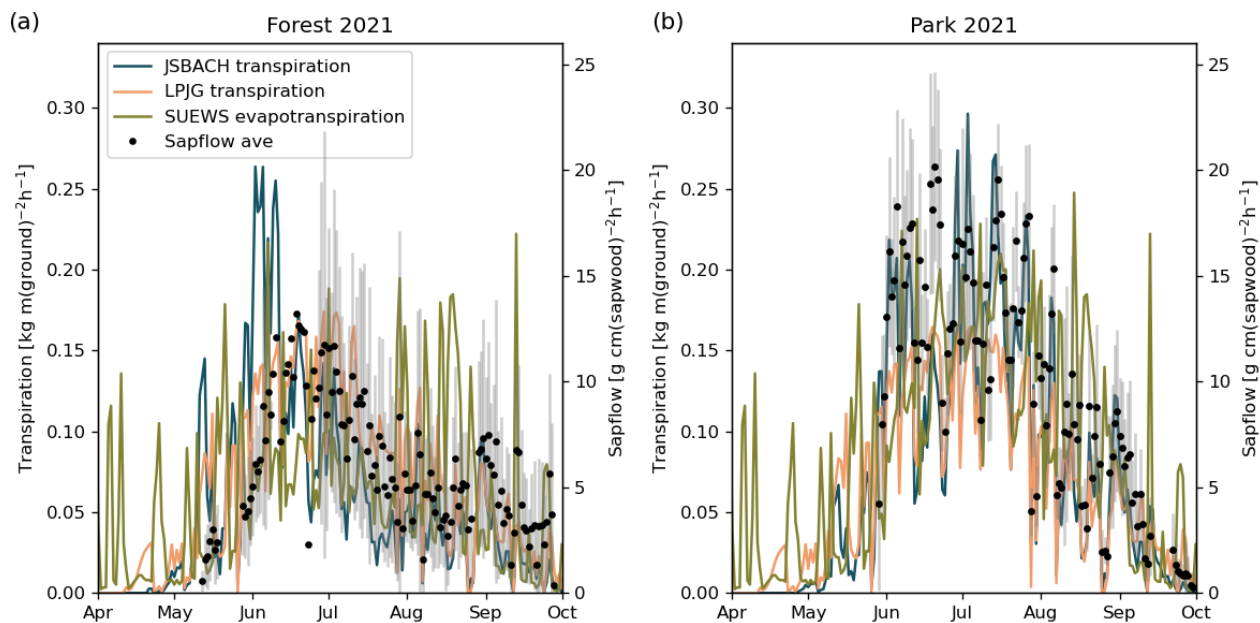 (a)
Forest 2021
JSBACH transpiration
LPJG transpiration
SUEWS evapotranspiration
Sapflow ave
Transpiration [kg m(ground)⁻²h⁻¹]
0.30
0.25
0.20
0.15
0.10
0.05
0.00
Apr May Jun Jul Aug Sep Oct
25
20
15
10
5
0
Sapflow [g cm(sapwood)⁻²h⁻¹]
(b)
Park 2021
Transpiration [kg m(ground)⁻²h⁻¹]
0.30
0.25
0.20
0.15
0.10
0.05
0.00
Apr May Jun Jul Aug Sep Oct
25
20
15
10
5
0
Sapflow [g cm(sapwood)⁻²h⁻¹]